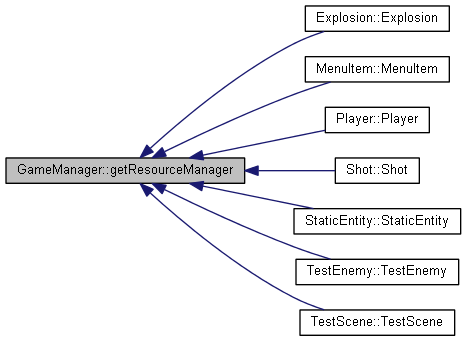 Explosion::Explosion
MenuItem::MenuItem
Player::Player
GameManager::getResourceManager
Shot::Shot
StaticEntity::StaticEntity
TestEnemy::TestEnemy
TestScene::TestScene